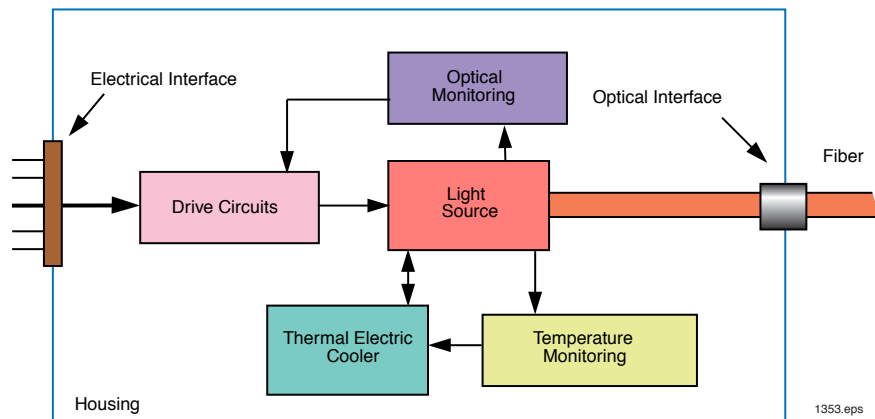 Electrical Interface
Optical
Monitoring
Optical Interface
Fiber
Drive Circuits
Light
Source
Thermal Electric
Cooler
Temperature
Monitoring
Housing
1353.eps